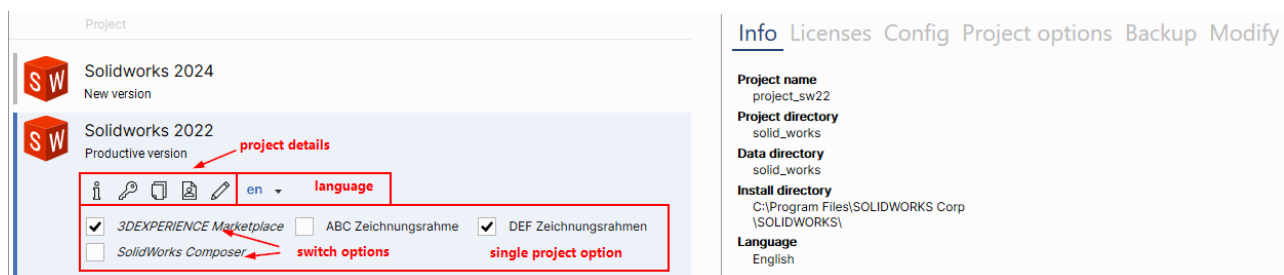 Project
Info Licenses Config Project options Backup Modify
SW
Solidworks 2024
New version
SW
Solidworks 2022
Productive version
project details
en
language
3DEXPERIENCE Marketplace
ABC Zeichnungsrahme
DEF Zeichnungsrahmen
SolidWorks Composer
switch options
single project option
Project name
project_sw22
Project directory
solid_works
Data directory
solid_works
Install directory
C:\Program Files\SOLIDWORKS Corp
\SOLIDWORKS\
Language
English